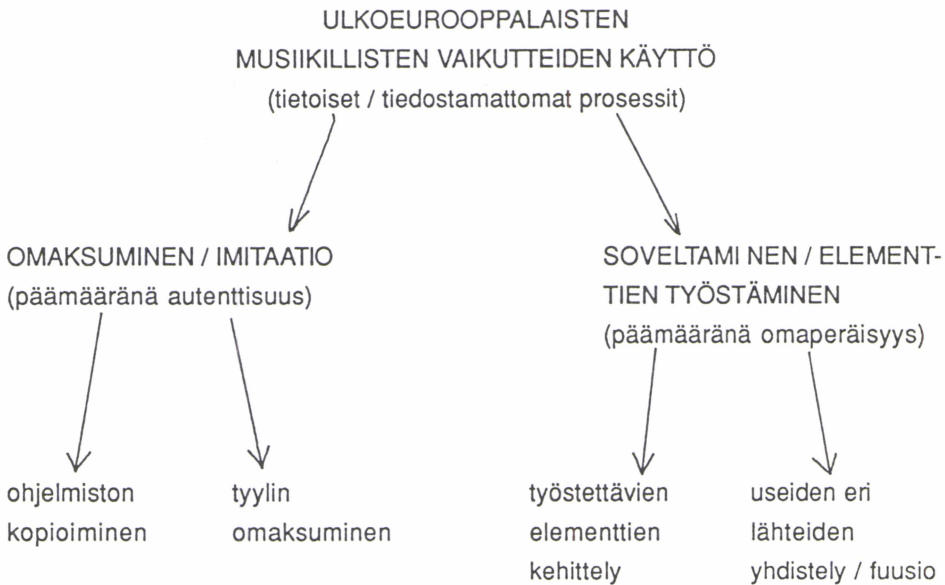 ULKOEUROOPPALAISTEN
MUSIIKILLISTEN VAIKUTTEIDEN KÄYTTÖ
(tietoiset / tiedostamattomat prosessit)
OMAKSUMINEN / IMITAATIO
(päämääränä autenttisuus)
SOVELTAMI NEN / ELEMENT-
TIEN TYÖSTÄMINEN
(päämääränä omaperäisyys)
ohjelmiston
kopioiminen
tyylin
omaksuminen
työstettävien
elementtien
kehittely
useiden eri
lähteiden
yhdistely / fuusio